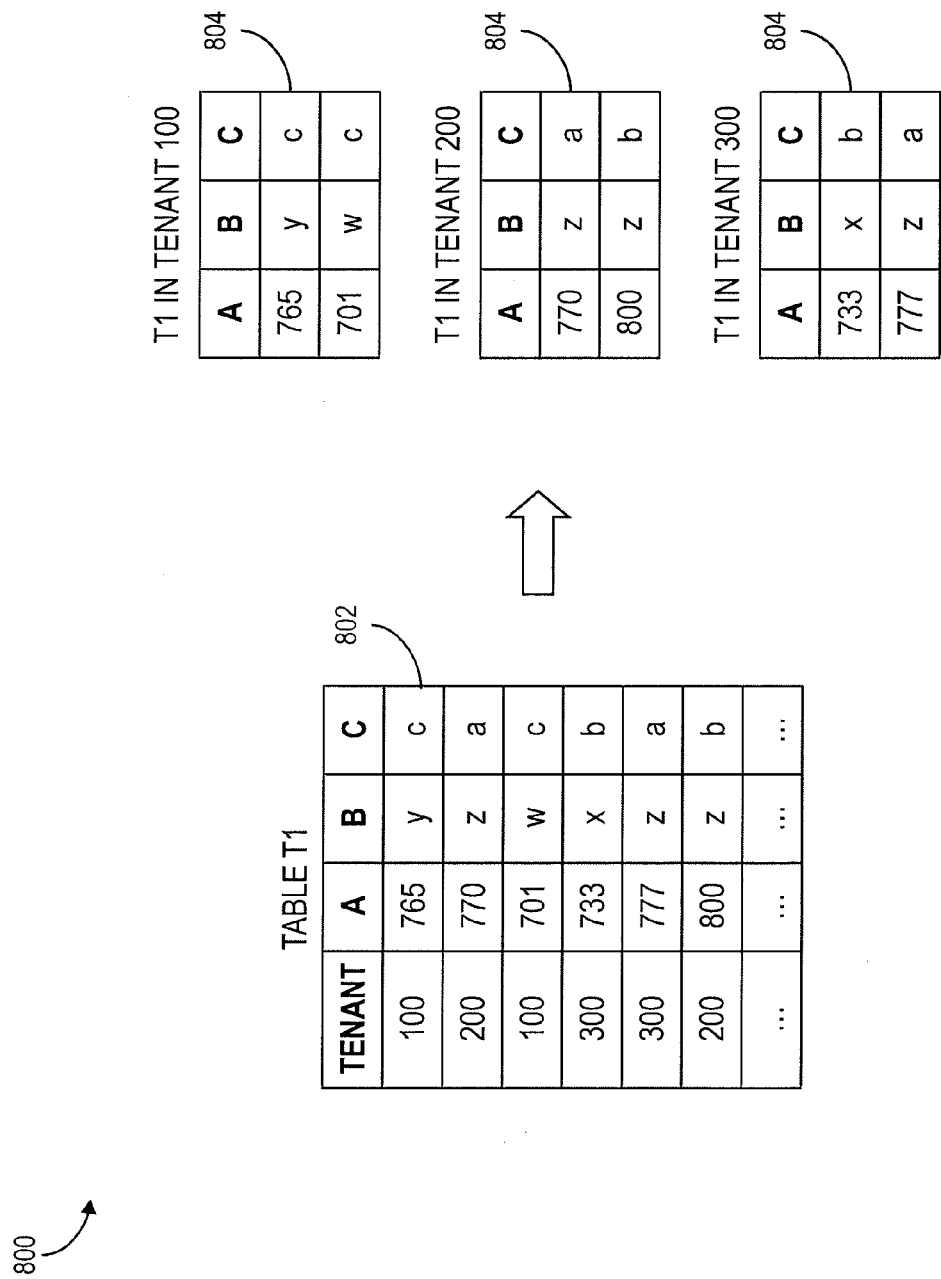 800
TABLE T1
802
TENANT A B C
100 765 y c
200 770 z a
100 701 w c
300 733 x b
300 777 z a
200 800 z b
... ... ... ...
T1 IN TENANT 100
804
A B C
765 y c
701 w c
T1 IN TENANT 200
804
A B C
770 z a
800 z b
T1 IN TENANT 300
804
A B C
733 x b
777 z a